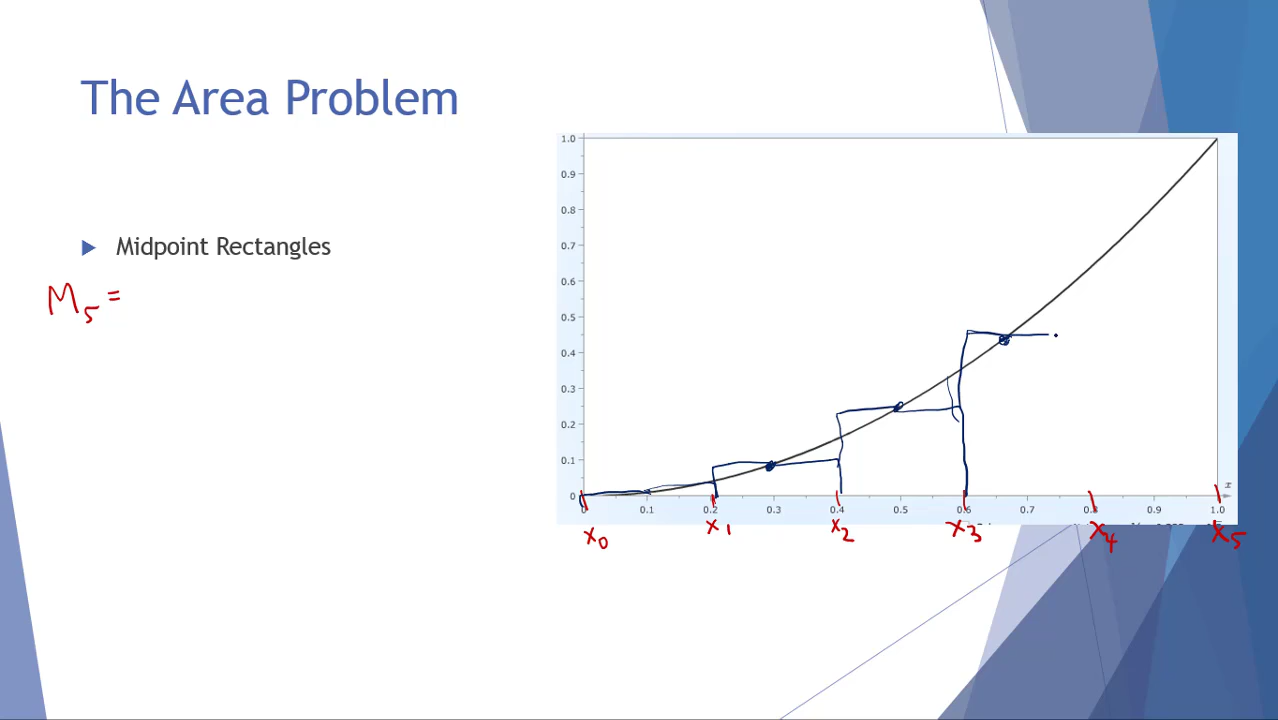 The Area Problem
Midpoint Rectangles
M₅ =
1.0
0.9
0.8
0.7
0.6
0.5
0.4
0.3
0.2
0.1
0
0 0.1 0.2 0.3 0.4 0.5 0.6 0.7 0.8 0.9 1.0
x₀ x₁ x₂ x₃ x₄ x₅